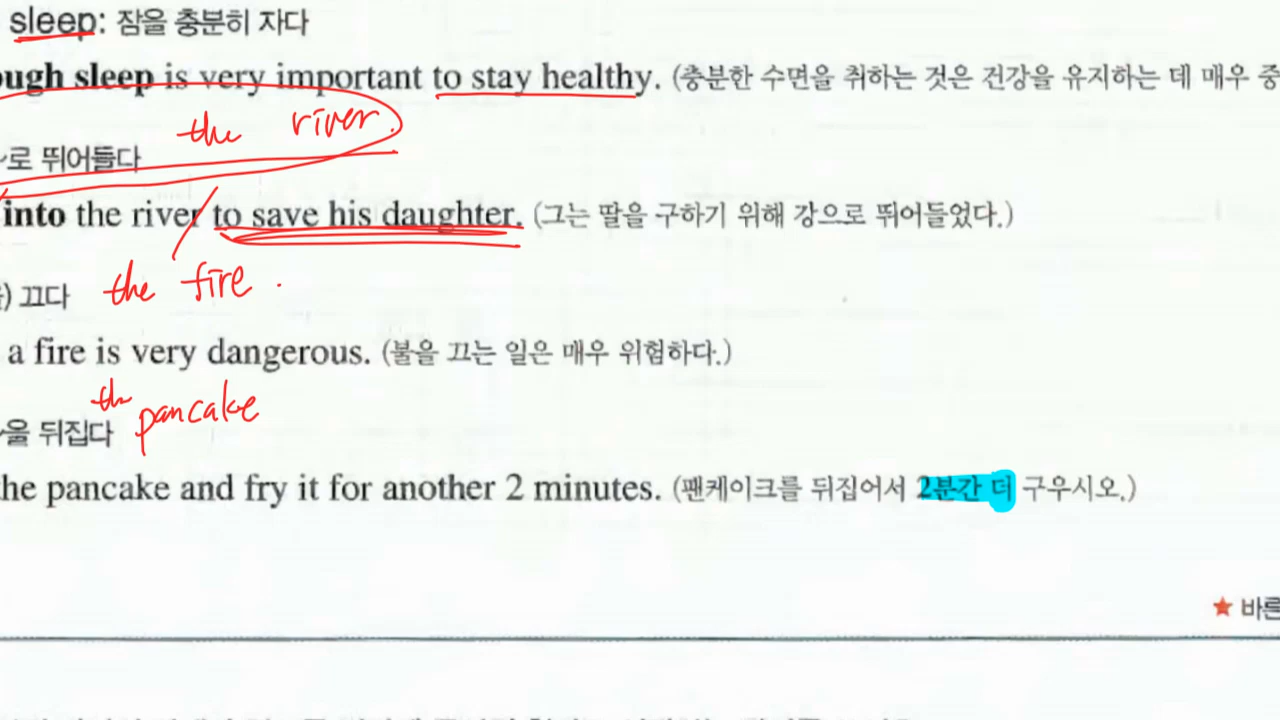 sleep: 잠을 충분히 자다
ough sleep is very important to stay healthy. (충분한 수면을 취하는 것은 건강을 유지하는 데 매우 중
the river.
~로 뛰어들다
into the river to save his daughter. (그는 딸을 구하기 위해 강으로 뛰어들었다.)
) 끄다 the fire.
a fire is very dangerous. (불을 끄는 일은 매우 위험하다.)
the pancake
~을 뒤집다
the pancake and fry it for another 2 minutes. (팬케이크를 뒤집어서 2분간 더 구우시오.)
★ 바른